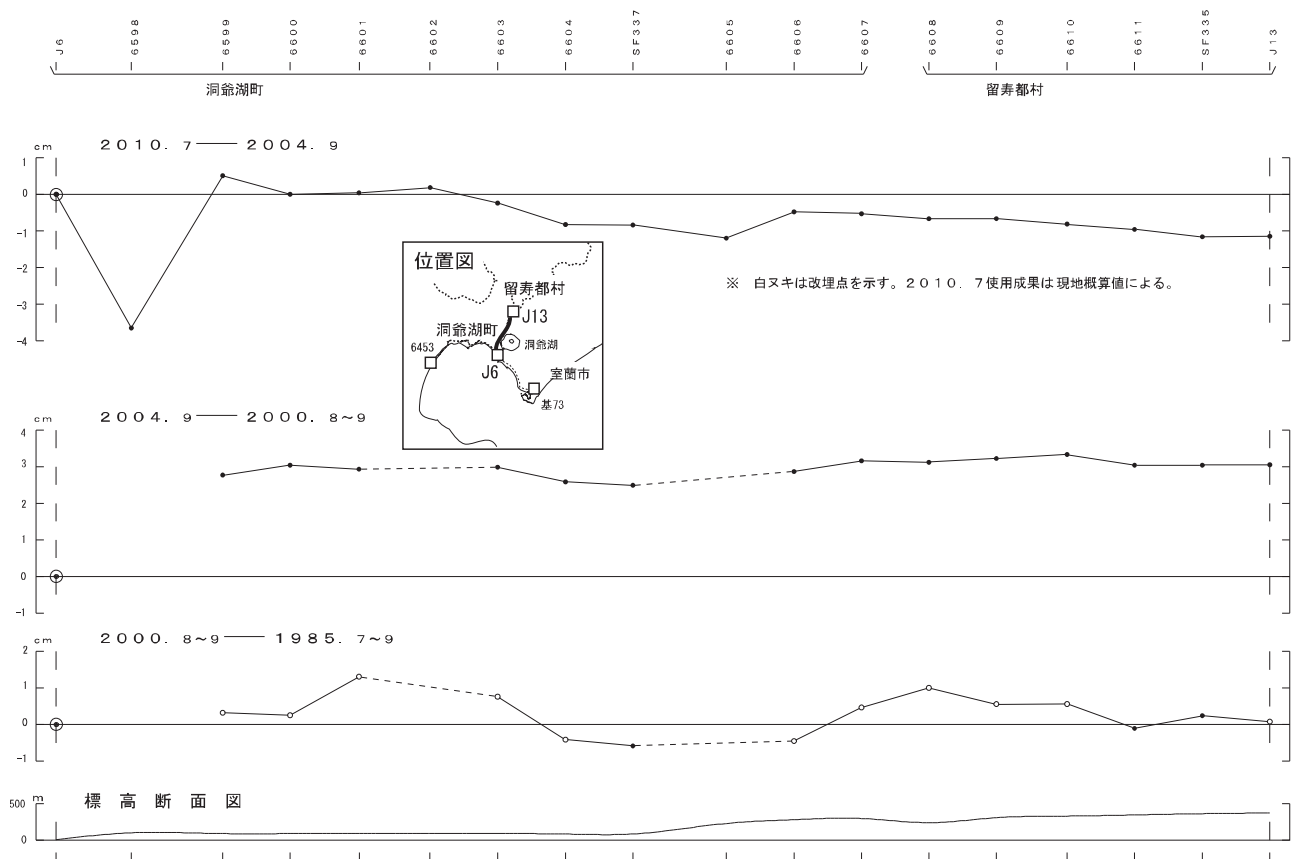 J6 6598 6599 6600 6601 6602 6603 6604 SF337 6605 6606 6607 6608 6609 6610 6611 SF335 J13
洞爺湖町 留寿都村
cm 2010. 7 —— 2004. 9
1
0
-1
-2
-3
-4
位置図
留寿都村
J13
洞爺湖町
洞爺湖
6453
J6
室蘭市
基73
※ 白ヌキは改埋点を示す。2010. 7使用成果は現地概算値による。
cm 2004. 9 —— 2000. 8~9
4
3
2
1
0
-1
cm 2000. 8~9 —— 1985. 7~9
2
1
0
-1
500 m 標高断面図
0